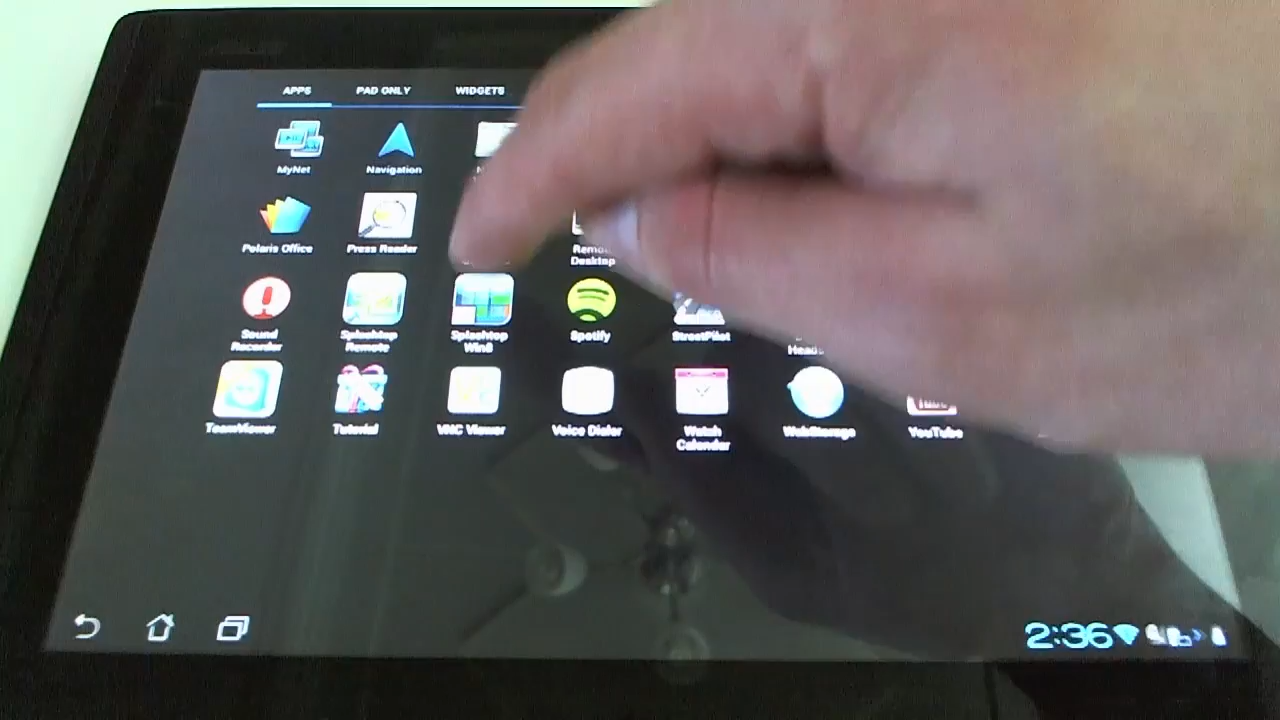 APPS PAD ONLY WIDGETS
MyNet Navigation
Polaris Office Press Reader
Desktop
Sound Splashtop Splashtop Spotify StreetPilot
Recorder Remote Win8
TeamViewer Tutorial VNC Viewer Voice Dialer Watch WebStorage YouTube
Calendar
2:36